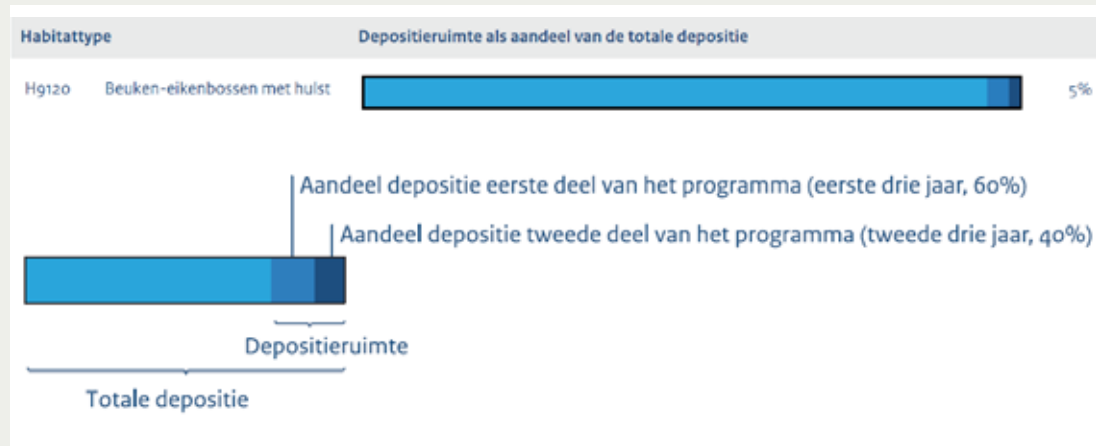 Habittattype Depositieruimte als aandeel van de totale depositie
H9120 Beuken-eikenbossen met hulst 5%
Aandeel depositie eerste deel van het programma (eerste drie jaar, 60%)
Aandeel depositie tweede deel van het programma (tweede drie jaar, 40%)
Depositieruimte
Totale depositie